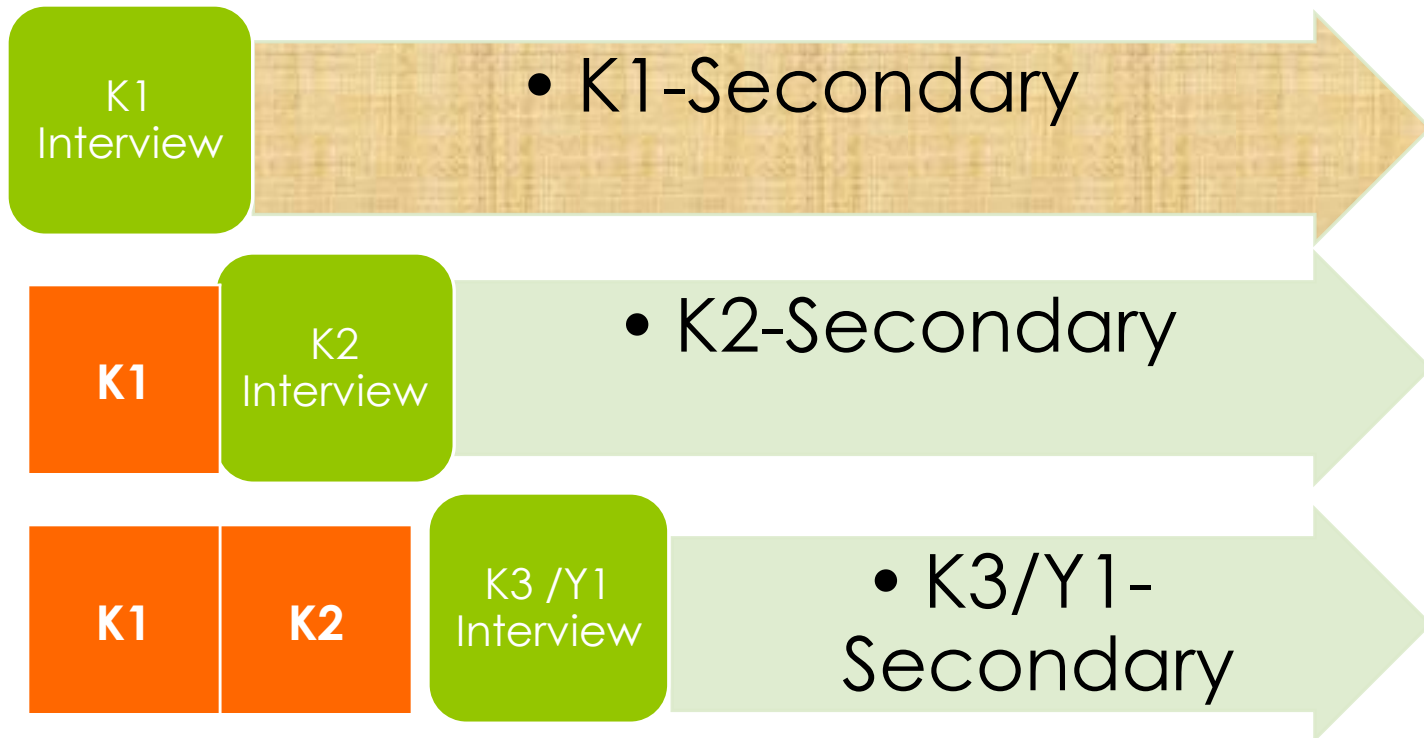 K1
Interview
• K1-Secondary
K1
K2
Interview
• K2-Secondary
K1
K2
K3 /Y1
Interview
• K3/Y1-
Secondary